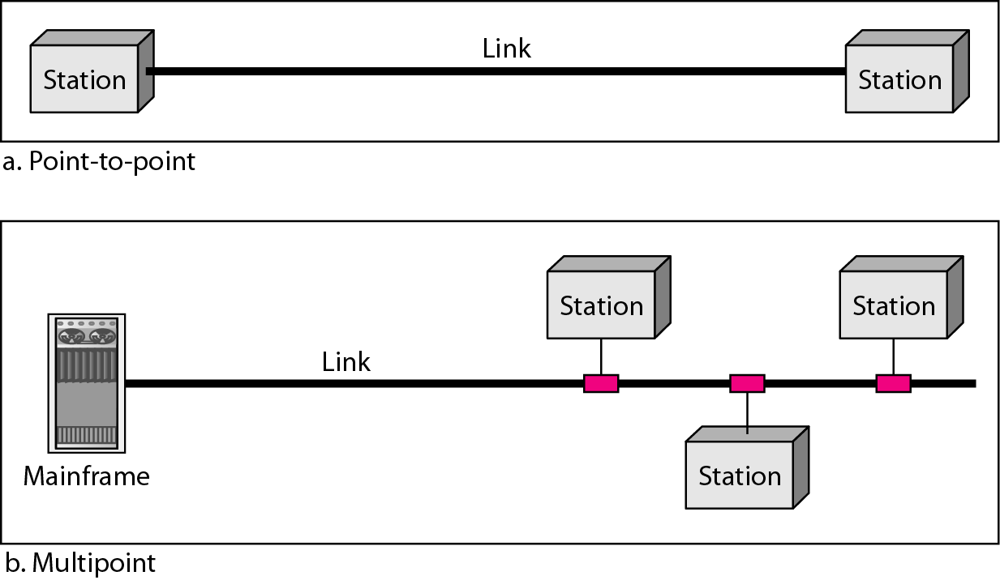 Link
Station
Station
a. Point-to-point
Station
Station
Link
Mainframe
Station
b. Multipoint